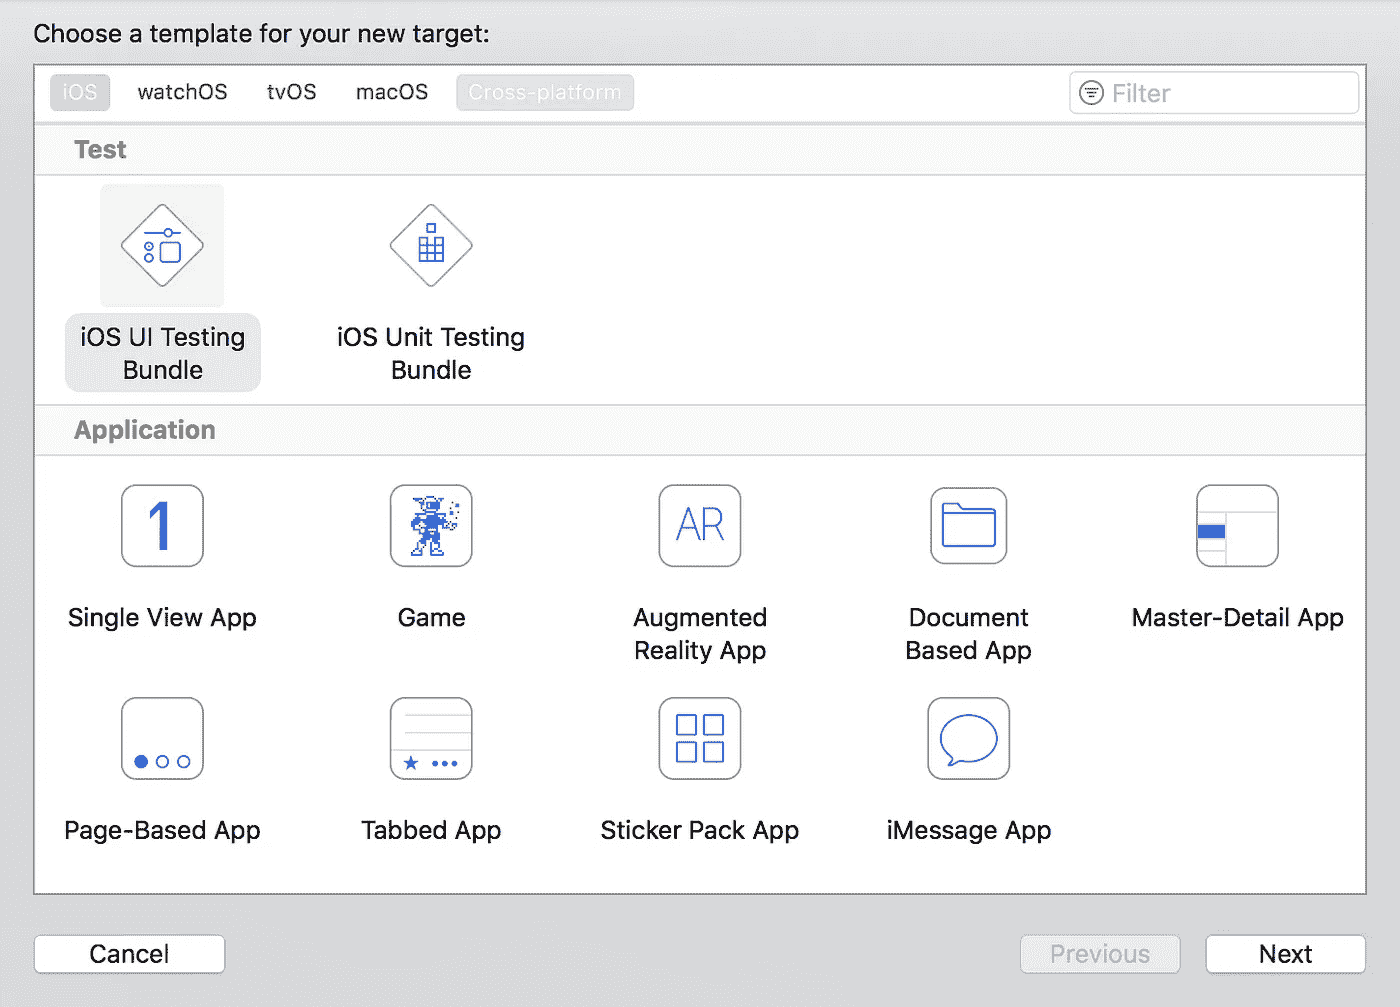 Choose a template for your new target:
iOS watchOS tvOS macOS Cross-platform Filter
Test
iOS UI Testing
Bundle
iOS Unit Testing
Bundle
Application
1
AR
Single View App
Game
Augmented
Reality App
Document
Based App
Master-Detail App
Page-Based App
Tabbed App
Sticker Pack App
iMessage App
Cancel
Previous
Next